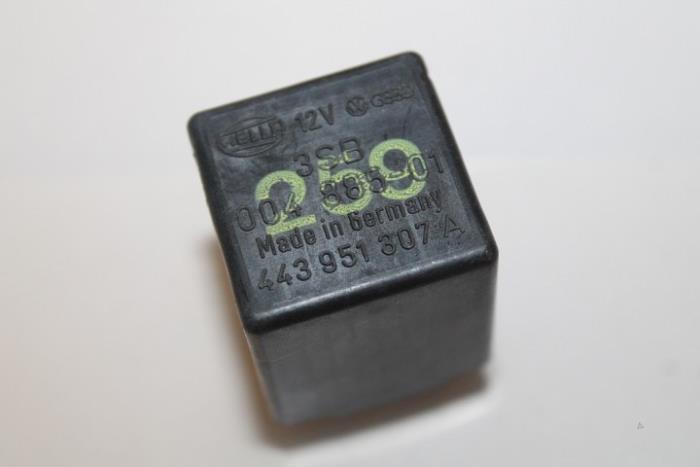 HELLA 12V
3SB
259
004 885-01
Made in Germany
443 951 307 A